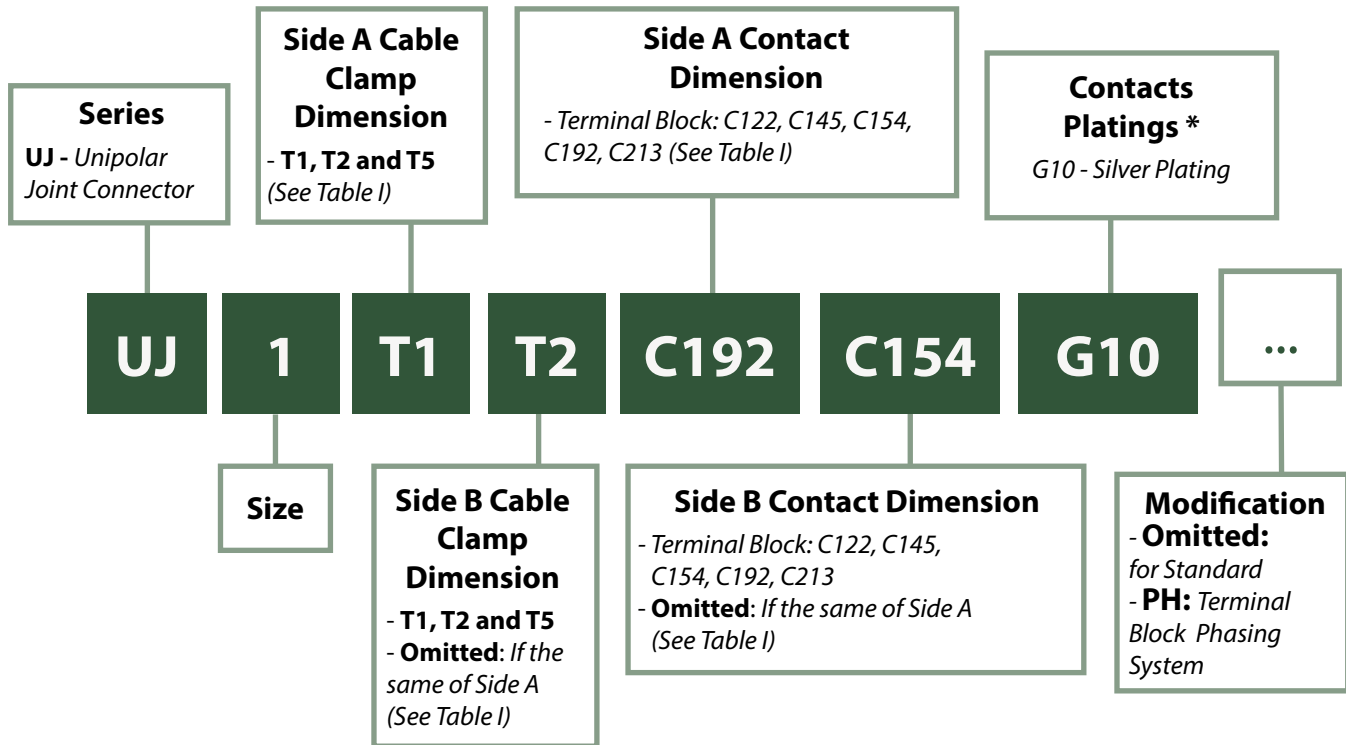 Series
UJ - Unipolar
Joint Connector
Side A Cable
Clamp
Dimension
- T1, T2 and T5
(See Table I)
Side A Contact
Dimension
- Terminal Block: C122, C145, C154,
C192, C213 (See Table I)
Contacts
Platings *
G10 - Silver Plating
UJ
1
T1
T2
C192
C154
G10
...
Size
Side B Cable
Clamp
Dimension
- T1, T2 and T5
- Omitted: If the
same of Side A
(See Table I)
Side B Contact Dimension
- Terminal Block: C122, C145,
C154, C192, C213
- Omitted: If the same of Side A
(See Table I)
Modification
- Omitted:
for Standard
- PH: Terminal
Block Phasing
System